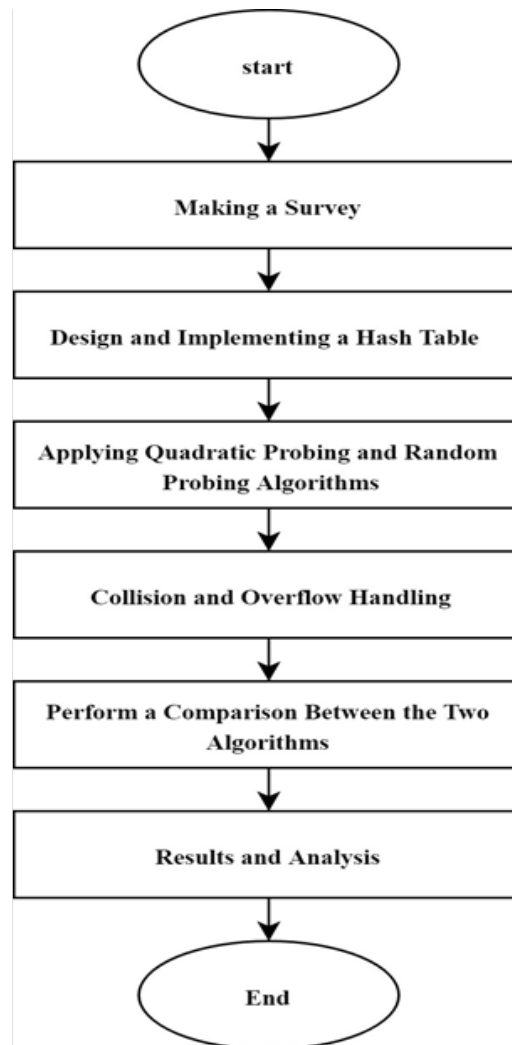 start
Making a Survey
Design and Implementing a Hash Table
Applying Quadratic Probing and Random
Probing Algorithms
Collision and Overflow Handling
Perform a Comparison Between the Two
Algorithms
Results and Analysis
End